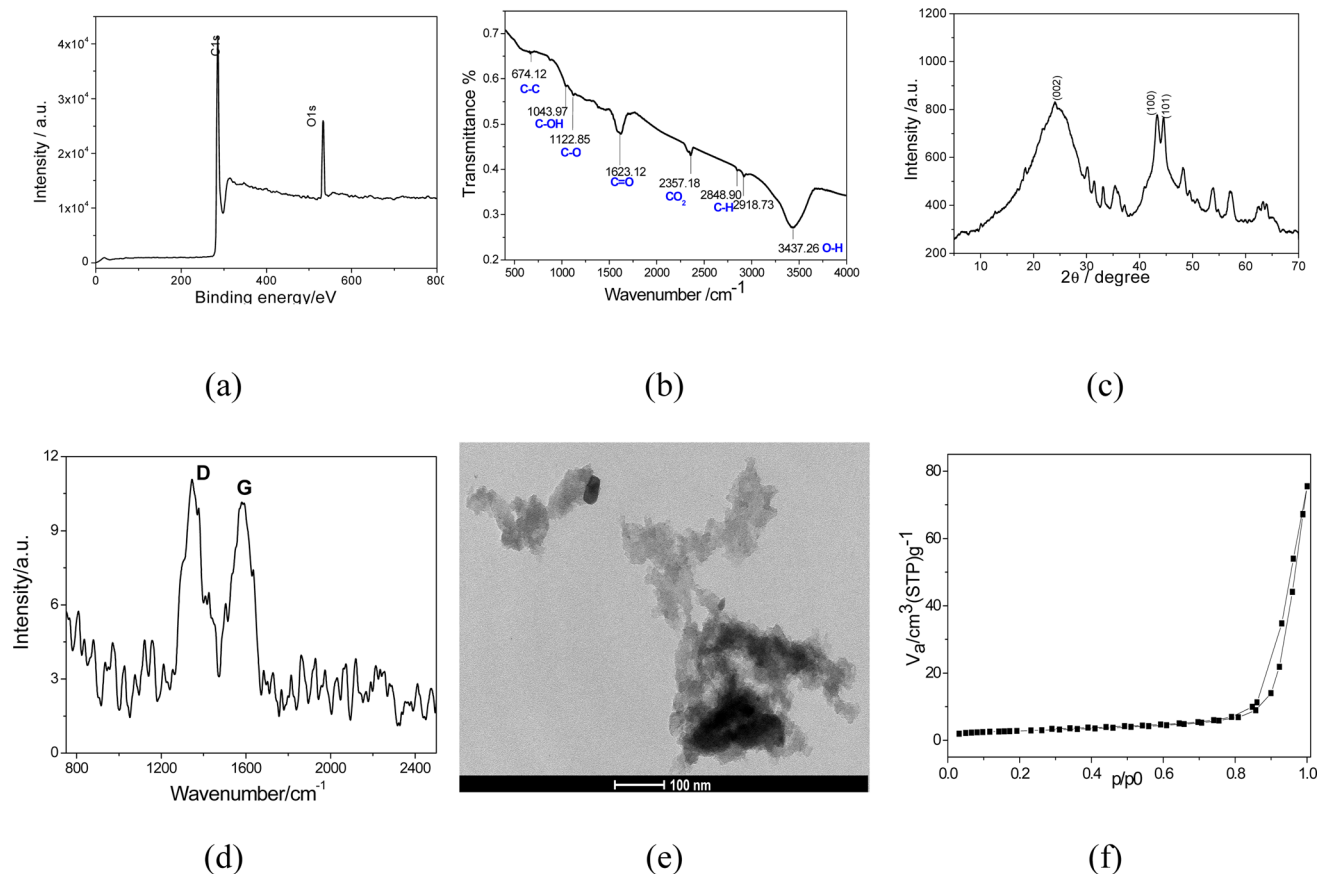 C1s
O1s
4x10⁴
3x10⁴
2x10⁴
1x10⁴
0
0
200
400
600
800
Intensity / a.u.
Binding energy/eV
(a)
0.7
0.6
0.5
0.4
0.3
0.2
500
1000
1500
2000
2500
3000
3500
4000
Transmittance %
Wavenumber /cm⁻¹
674.12
C-C
1043.97
C-OH
1122.85
C-O
1623.12
C=O
2357.18
CO₂
2848.90
C-H
2918.73
3437.26 O-H
(b)
1200
1000
800
600
400
200
10
20
30
40
50
60
70
Intensity /a.u.
2θ / degree
(002)
(100)
(101)
(c)
12
9
6
3
0
800
1200
1600
2000
2400
Intensity/a.u.
Wavenumber/cm⁻¹
D
G
(d)
100 nm
(e)
80
60
40
20
0
0.0
0.2
0.4
0.6
0.8
1.0
Va/cm³(STP)g⁻¹
p/p0
(f)